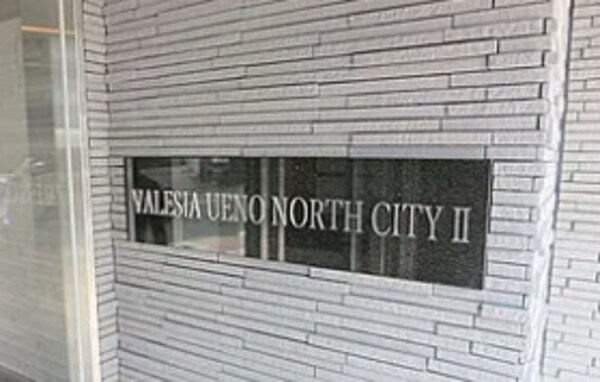 VALESIA UENO NORTH CITY Ⅱ